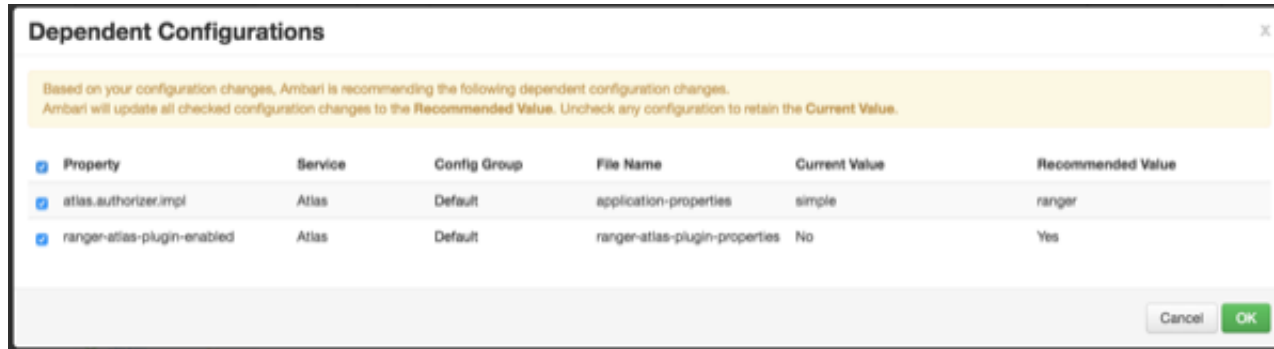 Dependent Configurations X
Based on your configuration changes, Ambari is recommending the following dependent configuration changes.
Ambari will update all checked configuration changes to the Recommended Value. Uncheck any configuration to retain the Current Value.
Property Service Config Group File Name Current Value Recommended Value
atlas.authorizer.impl Atlas Default application-properties simple ranger
ranger-atlas-plugin-enabled Atlas Default ranger-atlas-plugin-properties No Yes
Cancel OK